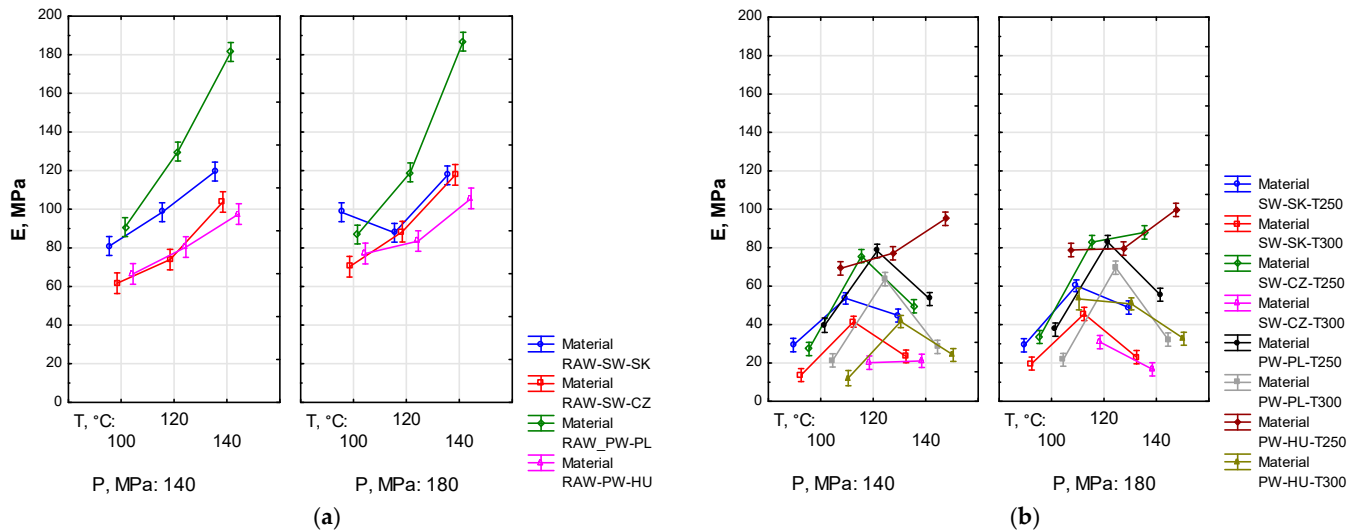 200
180
160
140
120
100
80
60
40
20
0
E, MPa
T, °C:
100
120
140
100
120
140
P, MPa: 140
P, MPa: 180
Material
RAW-SW-SK
Material
RAW-SW-CZ
Material
RAW_PW-PL
Material
RAW-PW-HU
(a)
200
180
160
140
120
100
80
60
40
20
0
E, MPa
T, °C:
100
120
140
100
120
140
P, MPa: 140
P, MPa: 180
Material
SW-SK-T250
Material
SW-SK-T300
Material
SW-CZ-T250
Material
SW-CZ-T300
Material
PW-PL-T250
Material
PW-PL-T300
Material
PW-HU-T250
Material
PW-HU-T300
(b)